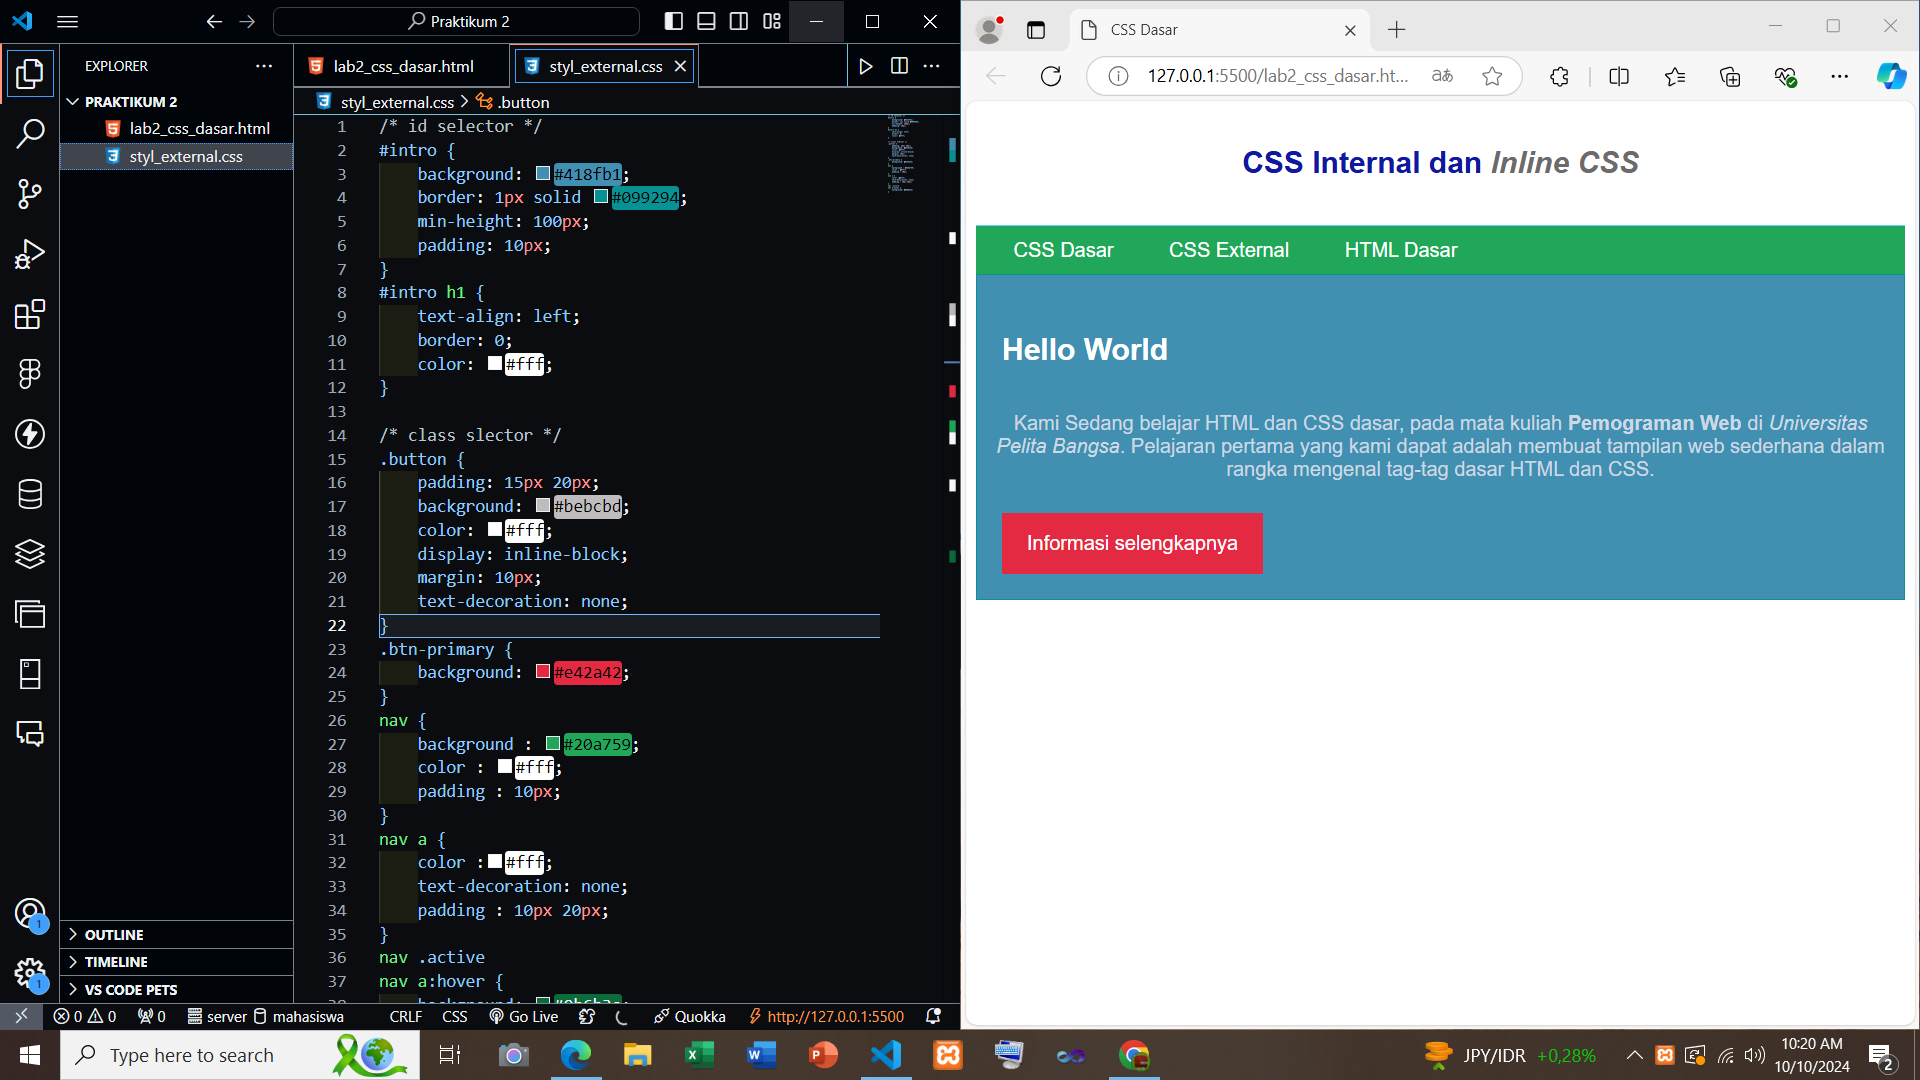 Praktikum 2
EXPLORER
PRAKTIKUM 2
lab2_css_dasar.html
styl_external.css
lab2_css_dasar.html
styl_external.css
styl_external.css > .button
1 /* id selector */
2 #intro {
3 background: #418fb1;
4 border: 1px solid #099294;
5 min-height: 100px;
6 padding: 10px;
7 }
8 #intro h1 {
9 text-align: left;
10 border: 0;
11 color: #fff;
12 }
13
14 /* class slector */
15 .button {
16 padding: 15px 20px;
17 background: #bebcbd;
18 color: #fff;
19 display: inline-block;
20 margin: 10px;
21 text-decoration: none;
22 }
23 .btn-primary {
24 background: #e42a42;
25 }
26 nav {
27 background : #20a759;
28 color : #fff;
29 padding : 10px;
30 }
31 nav a {
32 color :#fff;
33 text-decoration: none;
34 padding : 10px 20px;
35 }
36 nav .active
37 nav a:hover {
OUTLINE
TIMELINE
VS CODE PETS
1
1
0 0 0 server mahasiswa CRLF CSS Go Live Quokka http://127.0.0.1:5500
CSS Dasar
127.0.0.1:5500/lab2_css_dasar.ht...
CSS Internal dan Inline CSS
CSS Dasar CSS External HTML Dasar
Hello World
Kami Sedang belajar HTML dan CSS dasar, pada mata kuliah Pemograman Web di Universitas
Pelita Bangsa. Pelajaran pertama yang kami dapat adalah membuat tampilan web sederhana dalam
rangka mengenal tag-tag dasar HTML dan CSS.
Informasi selengkapnya
Type here to search
JPY/IDR +0,28%
10:20 AM
10/10/2024
2